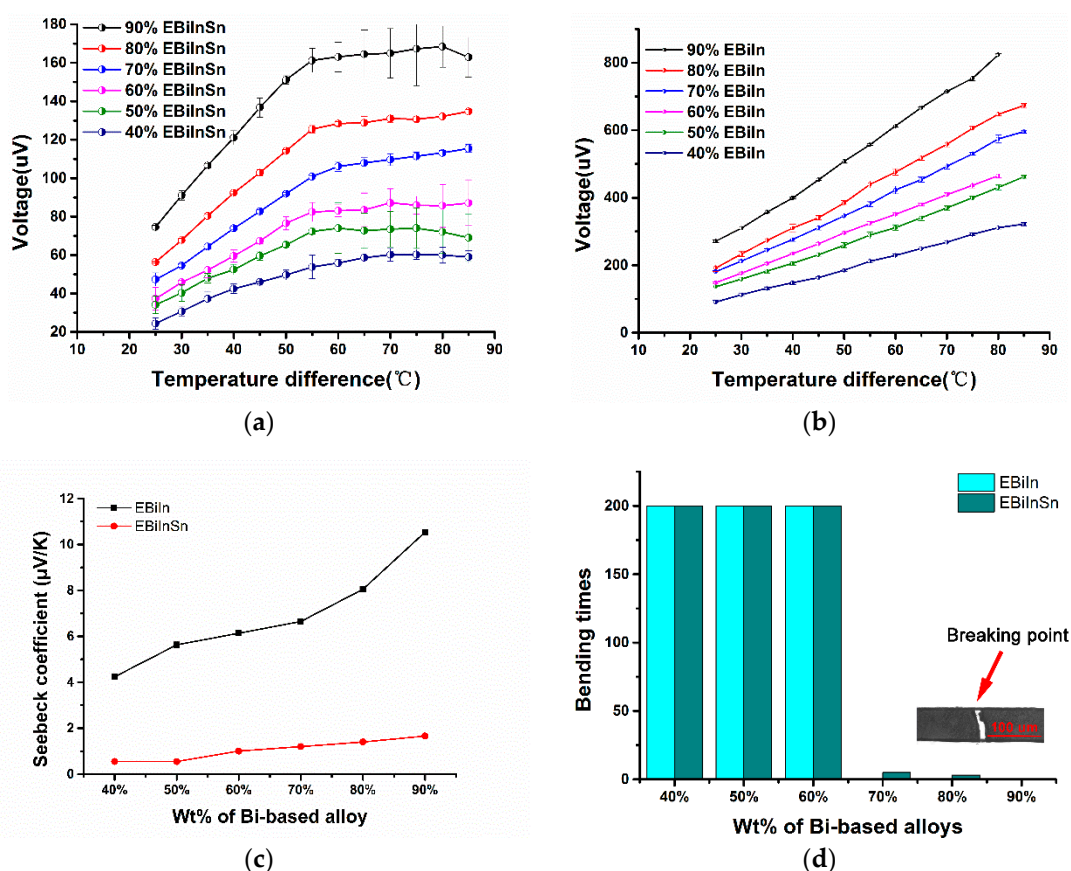 180
160
140
120
100
80
60
40
20
Voltage(uV)
90% EBiInSn
80% EBiInSn
70% EBiInSn
60% EBiInSn
50% EBiInSn
40% EBiInSn
10 20 30 40 50 60 70 80 90
Temperature difference(℃)
(a)
800
600
400
200
0
Voltage(uV)
90% EBiIn
80% EBiIn
70% EBiIn
60% EBiIn
50% EBiIn
40% EBiIn
10 20 30 40 50 60 70 80 90
Temperature difference(℃)
(b)
12
10
8
6
4
2
0
Seebeck coefficient (µV/K)
EBiIn
EBiInSn
40% 50% 60% 70% 80% 90%
Wt% of Bi-based alloy
(c)
200
150
100
50
0
Bending times
EBiIn
EBiInSn
Breaking point
100 um
40% 50% 60% 70% 80% 90%
Wt% of Bi-based alloys
(d)